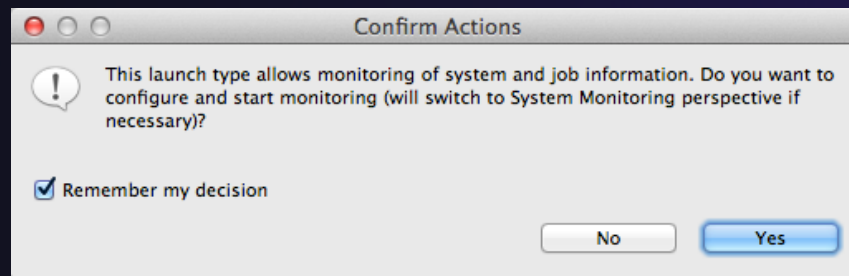 Confirm Actions
This launch type allows monitoring of system and job information. Do you want to
configure and start monitoring (will switch to System Monitoring perspective if
necessary)?
Remember my decision
No
Yes